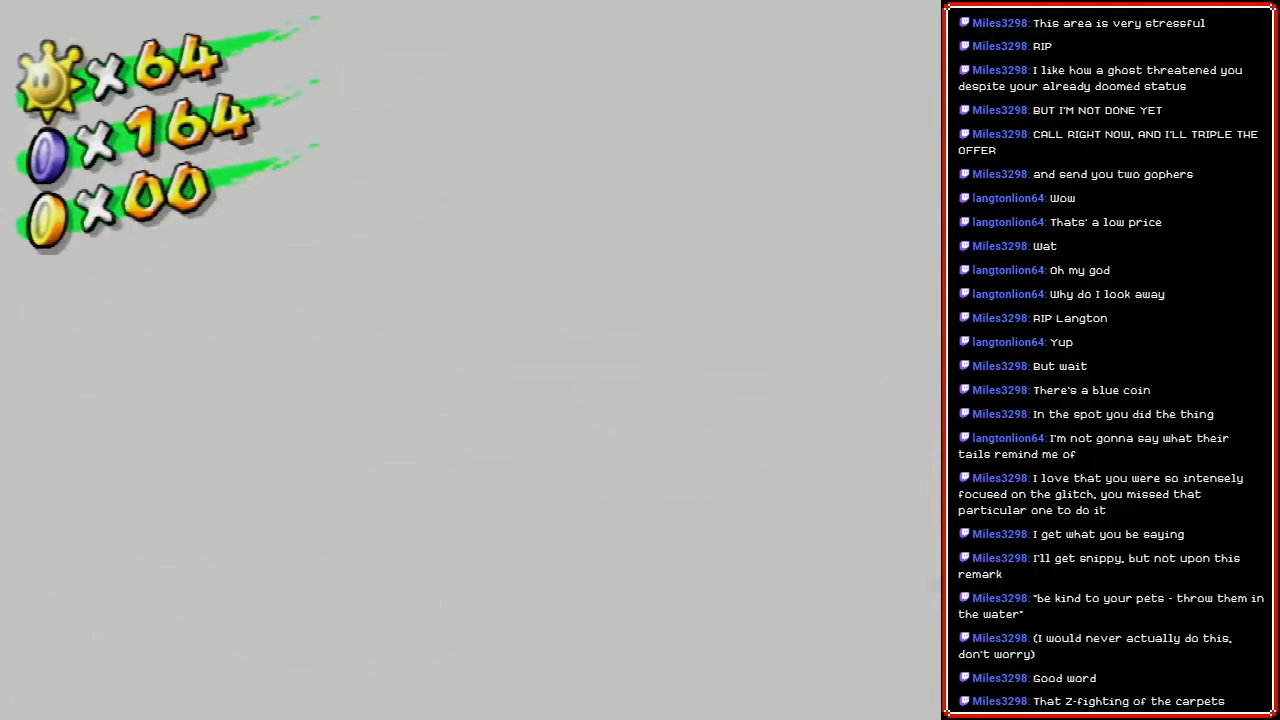 ×64
×164
×00
Miles3298: This area is very stressful
Miles3298: RIP
Miles3298: I like how a ghost threatened you
despite your already doomed status
Miles3298: BUT I'M NOT DONE YET
Miles3298: CALL RIGHT NOW, AND I'LL TRIPLE THE
OFFER
Miles3298: and send you two gophers
langtonlion64: Wow
langtonlion64: Thats' a low price
Miles3298: Wat
langtonlion64: Oh my god
langtonlion64: Why do I look away
Miles3298: RIP Langton
langtonlion64: Yup
Miles3298: But wait
Miles3298: There's a blue coin
Miles3298: In the spot you did the thing
langtonlion64: I'm not gonna say what their
tails remind me of
Miles3298: I love that you were so intensely
focused on the glitch, you missed that
particular one to do it
Miles3298: I get what you be saying
Miles3298: I'll get snippy, but not upon this
remark
Miles3298: "be kind to your pets - throw them in
the water"
Miles3298: (I would never actually do this,
don't worry)
Miles3298: Good word
Miles3298: That Z-fighting of the carpets